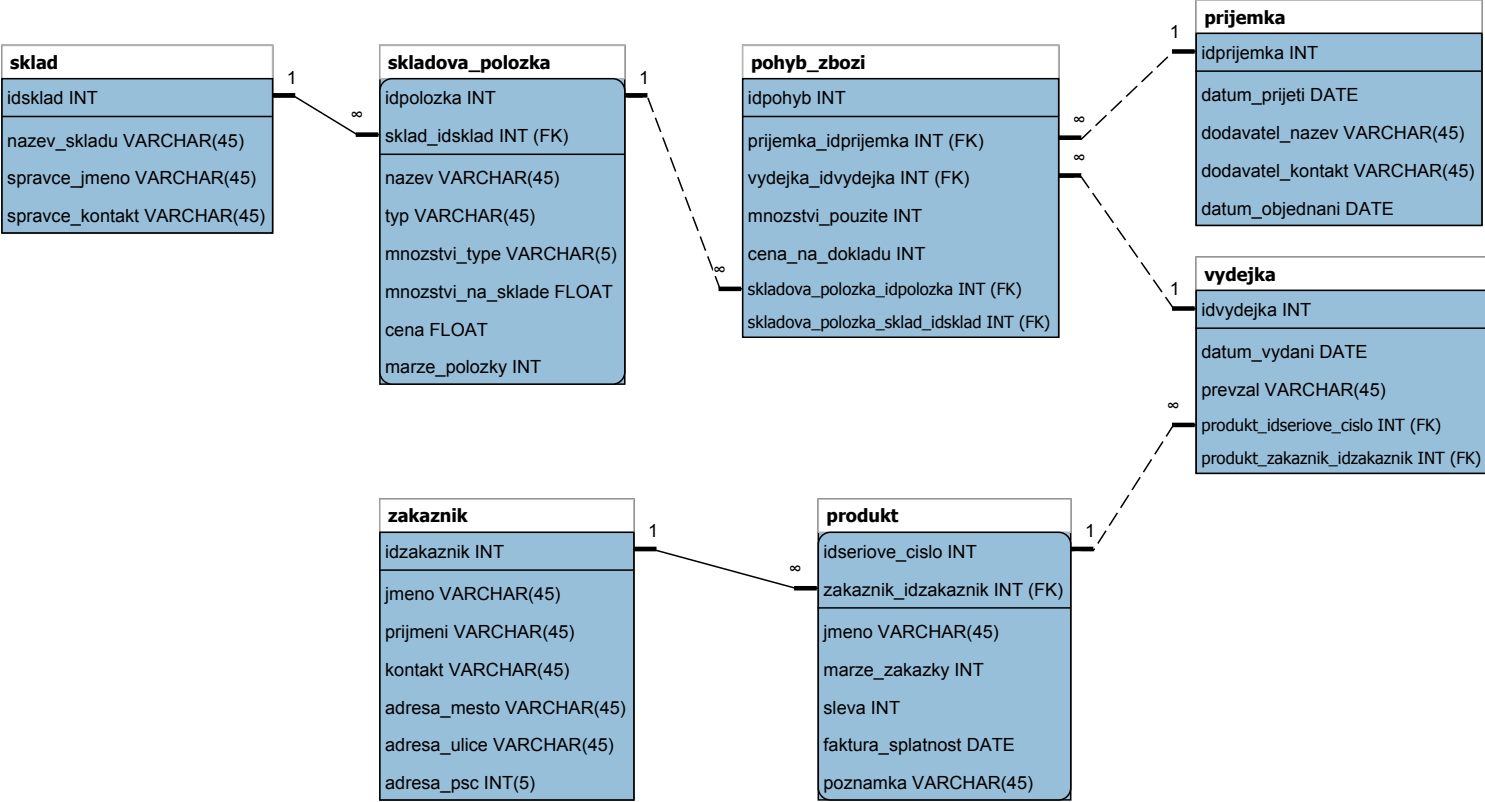 sklad
idsklad INT
nazev_skladu VARCHAR(45)
spravce_jmeno VARCHAR(45)
spravce_kontakt VARCHAR(45)
1
∞
skladova_polozka
idpolozka INT
sklad_idsklad INT (FK)
nazev VARCHAR(45)
typ VARCHAR(45)
mnozstvi_type VARCHAR(5)
mnozstvi_na_sklade FLOAT
cena FLOAT
marze_polozky INT
1
∞
pohyb_zbozi
idpohyb INT
prijemka_idprijemka INT (FK)
vydejka_idvydejka INT (FK)
mnozstvi_pouzite INT
cena_na_dokladu INT
skladova_polozka_idpolozka INT (FK)
skladova_polozka_sklad_idsklad INT (FK)
∞
∞
1
prijemka
idprijemka INT
datum_prijeti DATE
dodavatel_nazev VARCHAR(45)
dodavatel_kontakt VARCHAR(45)
datum_objednani DATE
1
vydejka
idvydejka INT
datum_vydani DATE
prevzal VARCHAR(45)
produkt_idseriove_cislo INT (FK)
produkt_zakaznik_idzakaznik INT (FK)
∞
zakaznik
idzakaznik INT
jmeno VARCHAR(45)
prijmeni VARCHAR(45)
kontakt VARCHAR(45)
adresa_mesto VARCHAR(45)
adresa_ulice VARCHAR(45)
adresa_psc INT(5)
1
∞
produkt
idseriove_cislo INT
zakaznik_idzakaznik INT (FK)
jmeno VARCHAR(45)
marze_zakazky INT
sleva INT
faktura_splatnost DATE
poznamka VARCHAR(45)
1